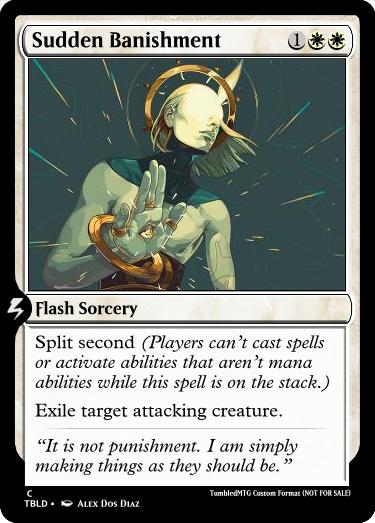 Sudden Banishment 1
Flash Sorcery
Split second (Players can't cast spells
or activate abilities that aren't mana
abilities while this spell is on the stack.)
Exile target attacking creature.
"It is not punishment. I am simply
making things as they should be."
C
TBLD • Alex Dos Diaz
TumbledMTG Custom Format (NOT FOR SALE)